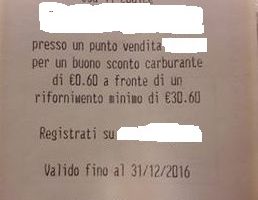 presso un punto vendita
per un buono sconto carburante
di €0.60 a fronte di un
rifornimento minimo di €30.60
Registrati su
Valido fino al 31/12/2016